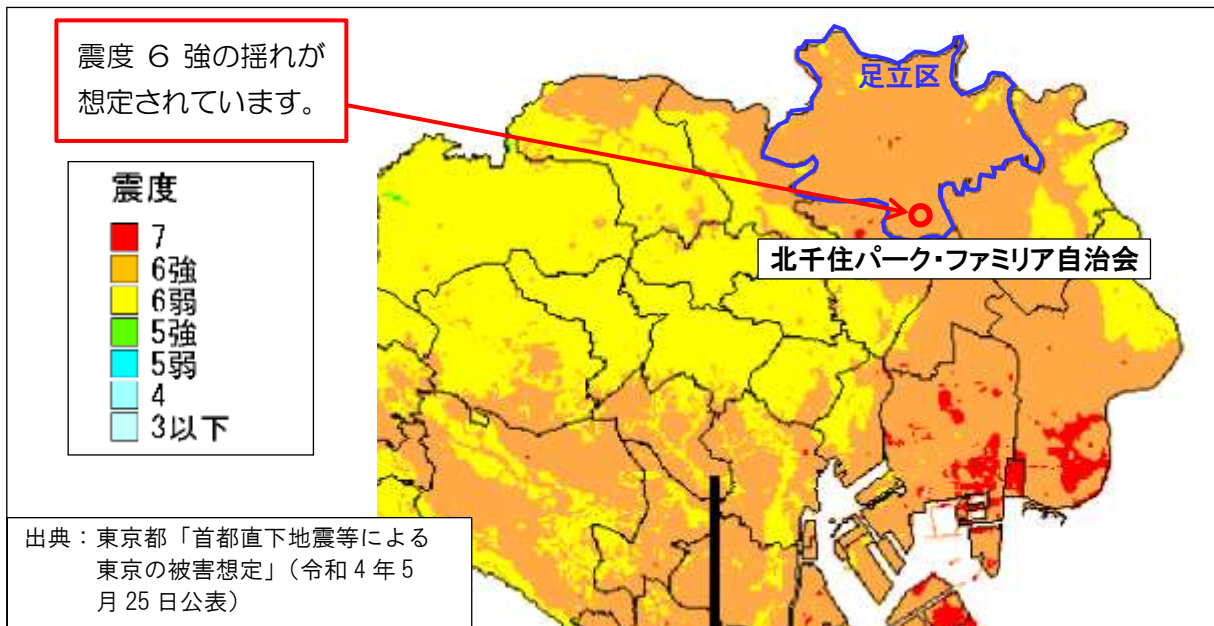 震度 6 強の揺れが
想定されています。
足立区
北千住パーク・ファミリア自治会
震度
7
6強
6弱
5強
5弱
4
3以下
出典：東京都「首都直下地震等による
東京の被害想定」（令和4年5
月25日公表）